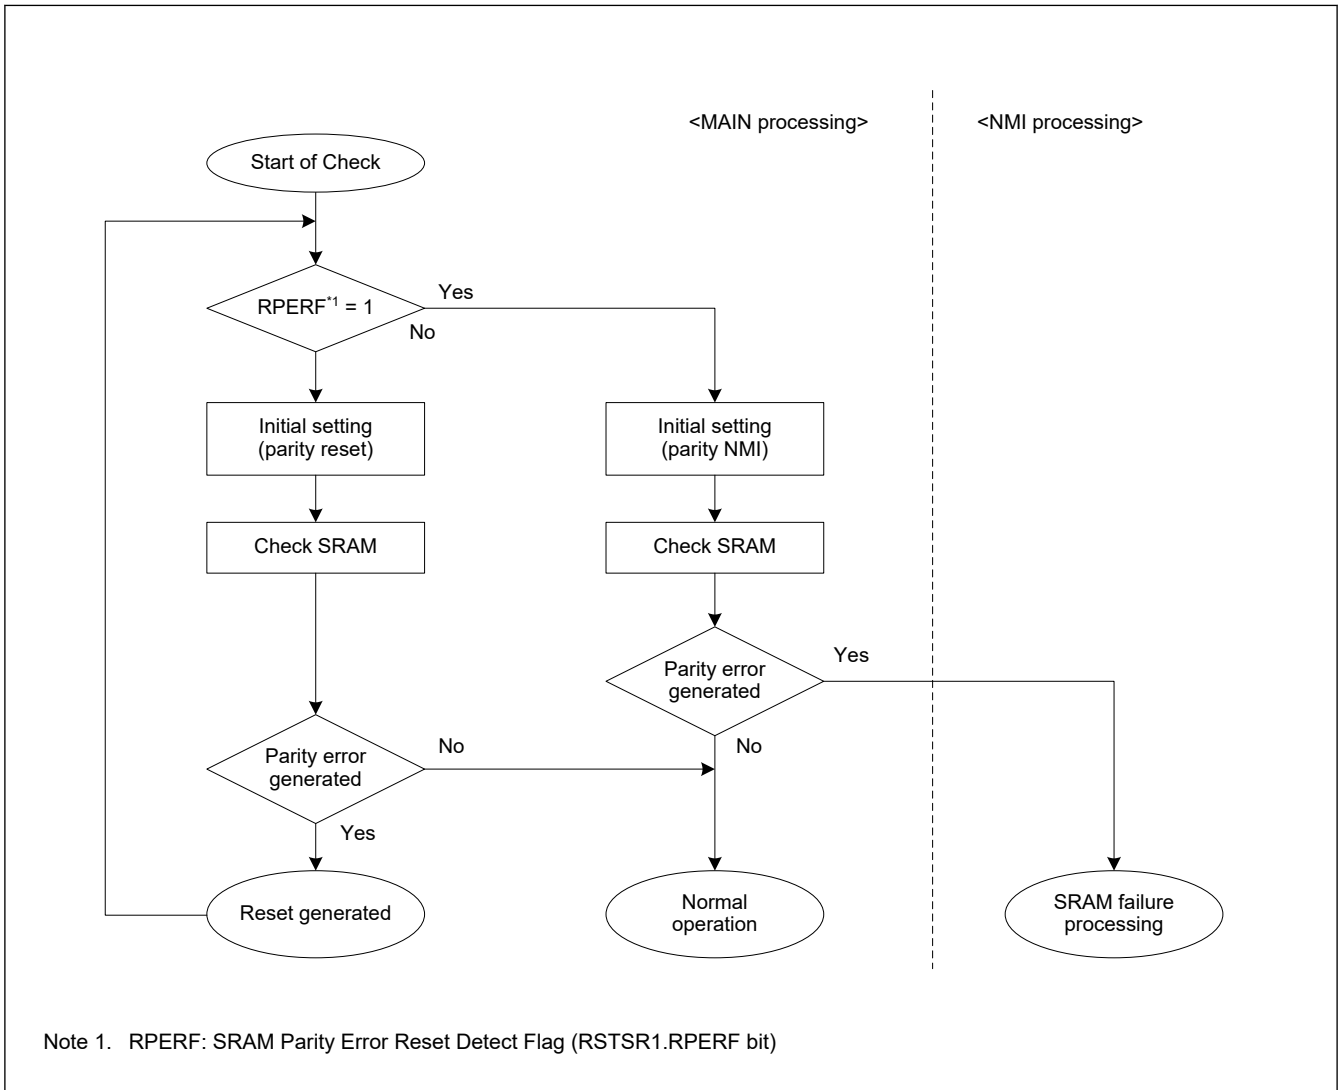 <MAIN processing>
<NMI processing>
Start of Check
RPERF*1 = 1
Yes
No
Initial setting
(parity reset)
Initial setting
(parity NMI)
Check SRAM
Check SRAM
Parity error
generated
Yes
No
Parity error
generated
No
Yes
Reset generated
Normal
operation
SRAM failure
processing
Note 1. RPERF: SRAM Parity Error Reset Detect Flag (RSTSR1.RPERF bit)